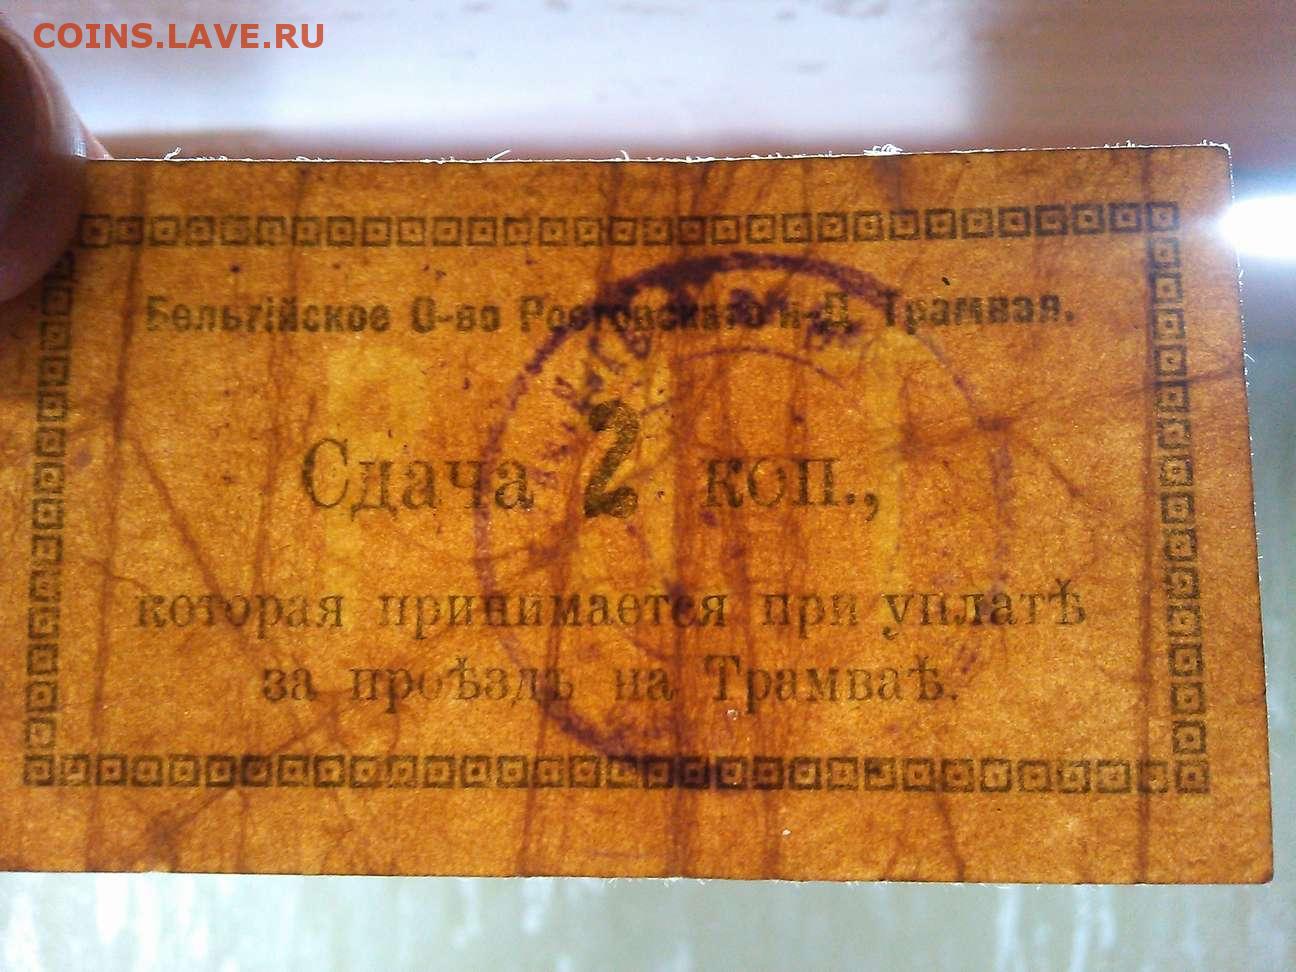 COINS.LAVE.RU
Бельгійское О-во Ростовскаго н-Д. Трамвая.
Сдача 2 коп.,
которая принимается при уплатѣ
за проѣздъ на Трамваѣ.